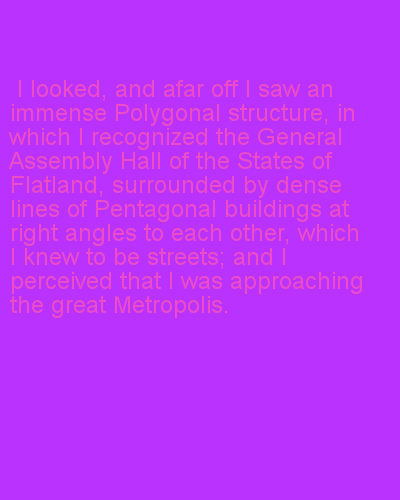 I looked, and afar off I saw an
immense Polygonal structure, in
which I recognized the General
Assembly Hall of the States of
Flatland, surrounded by dense
lines of Pentagonal buildings at
right angles to each other, which
I knew to be streets; and I
perceived that I was approaching
the great Metropolis.